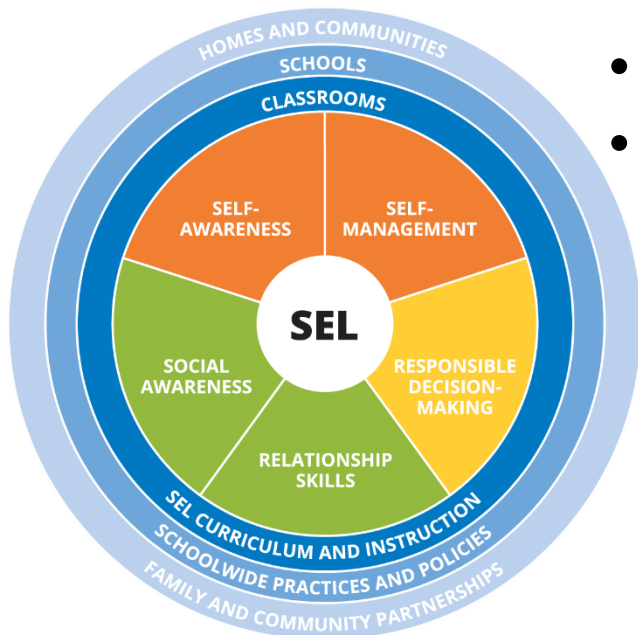 HOMES AND COMMUNITIES
SCHOOLS
CLASSROOMS
SELF-
AWARENESS
SELF-
MANAGEMENT
SEL
SOCIAL
AWARENESS
RESPONSIBLE
DECISION-
MAKING
RELATIONSHIP
SKILLS
SEL CURRICULUM AND INSTRUCTION
SCHOOLWIDE PRACTICES AND POLICIES
FAMILY AND COMMUNITY PARTNERSHIPS